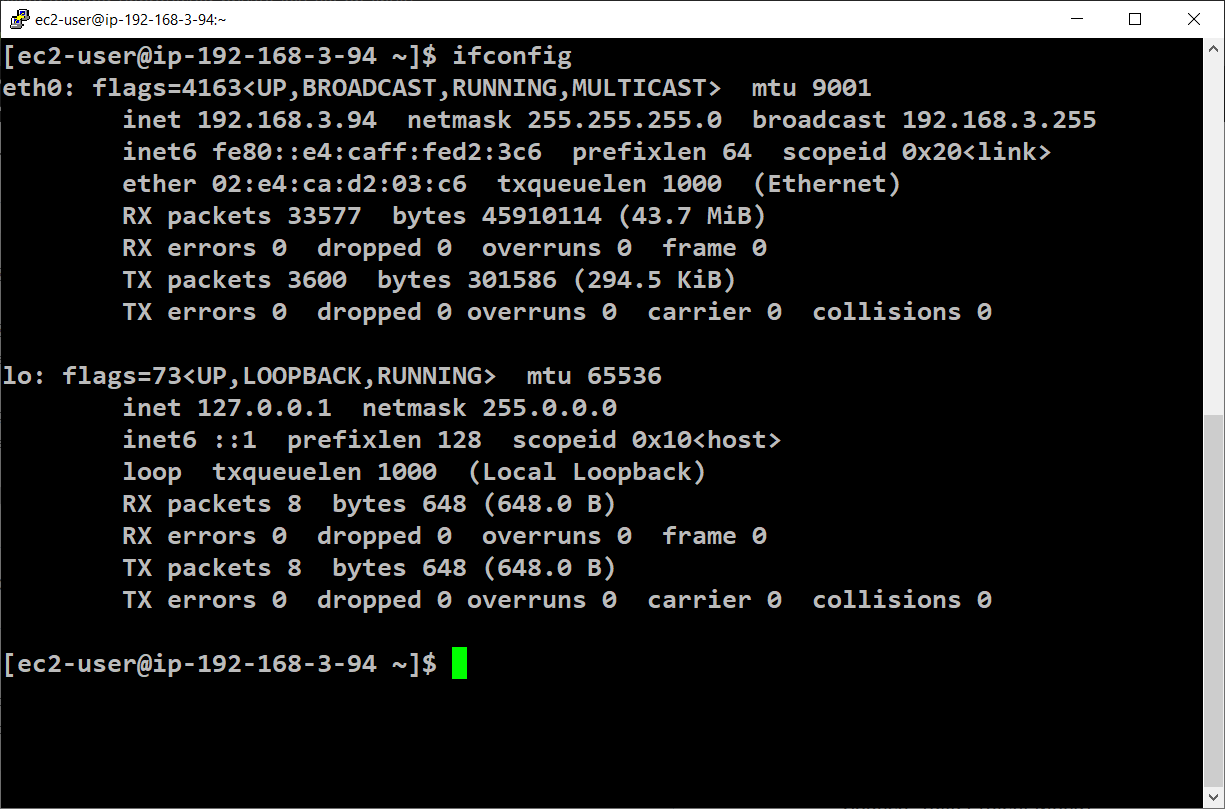 ec2-user@ip-192-168-3-94:~
[ec2-user@ip-192-168-3-94 ~]$ ifconfig
eth0: flags=4163<UP,BROADCAST,RUNNING,MULTICAST>  mtu 9001
        inet 192.168.3.94  netmask 255.255.255.0  broadcast 192.168.3.255
        inet6 fe80::e4:caff:fed2:3c6  prefixlen 64  scopeid 0x20<link>
        ether 02:e4:ca:d2:03:c6  txqueuelen 1000  (Ethernet)
        RX packets 33577  bytes 45910114 (43.7 MiB)
        RX errors 0  dropped 0  overruns 0  frame 0
        TX packets 3600  bytes 301586 (294.5 KiB)
        TX errors 0  dropped 0 overruns 0  carrier 0  collisions 0

lo: flags=73<UP,LOOPBACK,RUNNING>  mtu 65536
        inet 127.0.0.1  netmask 255.0.0.0
        inet6 ::1  prefixlen 128  scopeid 0x10<host>
        loop  txqueuelen 1000  (Local Loopback)
        RX packets 8  bytes 648 (648.0 B)
        RX errors 0  dropped 0  overruns 0  frame 0
        TX packets 8  bytes 648 (648.0 B)
        TX errors 0  dropped 0 overruns 0  carrier 0  collisions 0

[ec2-user@ip-192-168-3-94 ~]$